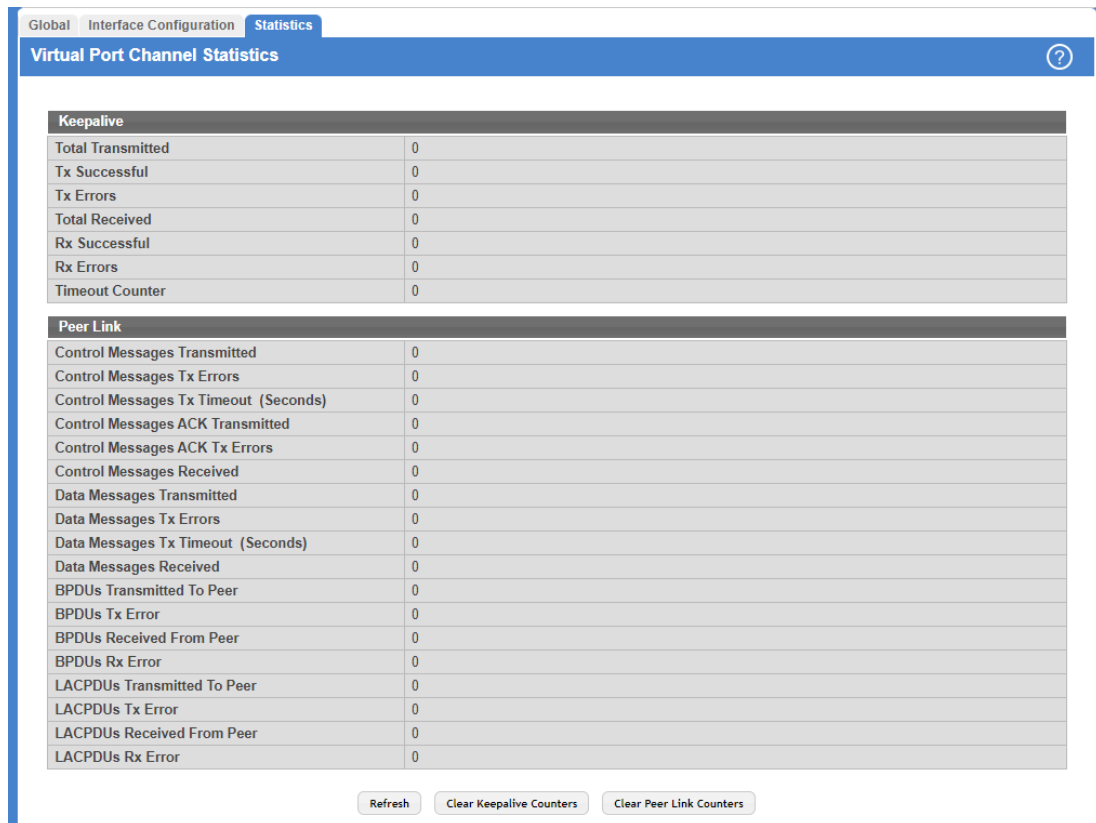 Global Interface Configuration Statistics
Virtual Port Channel Statistics ?
Keepalive
Total Transmitted 0
Tx Successful 0
Tx Errors 0
Total Received 0
Rx Successful 0
Rx Errors 0
Timeout Counter 0
Peer Link
Control Messages Transmitted 0
Control Messages Tx Errors 0
Control Messages Tx Timeout (Seconds) 0
Control Messages ACK Transmitted 0
Control Messages ACK Tx Errors 0
Control Messages Received 0
Data Messages Transmitted 0
Data Messages Tx Errors 0
Data Messages Tx Timeout (Seconds) 0
Data Messages Received 0
BPDUs Transmitted To Peer 0
BPDUs Tx Error 0
BPDUs Received From Peer 0
BPDUs Rx Error 0
LACPDUs Transmitted To Peer 0
LACPDUs Tx Error 0
LACPDUs Received From Peer 0
LACPDUs Rx Error 0
Refresh Clear Keepalive Counters Clear Peer Link Counters